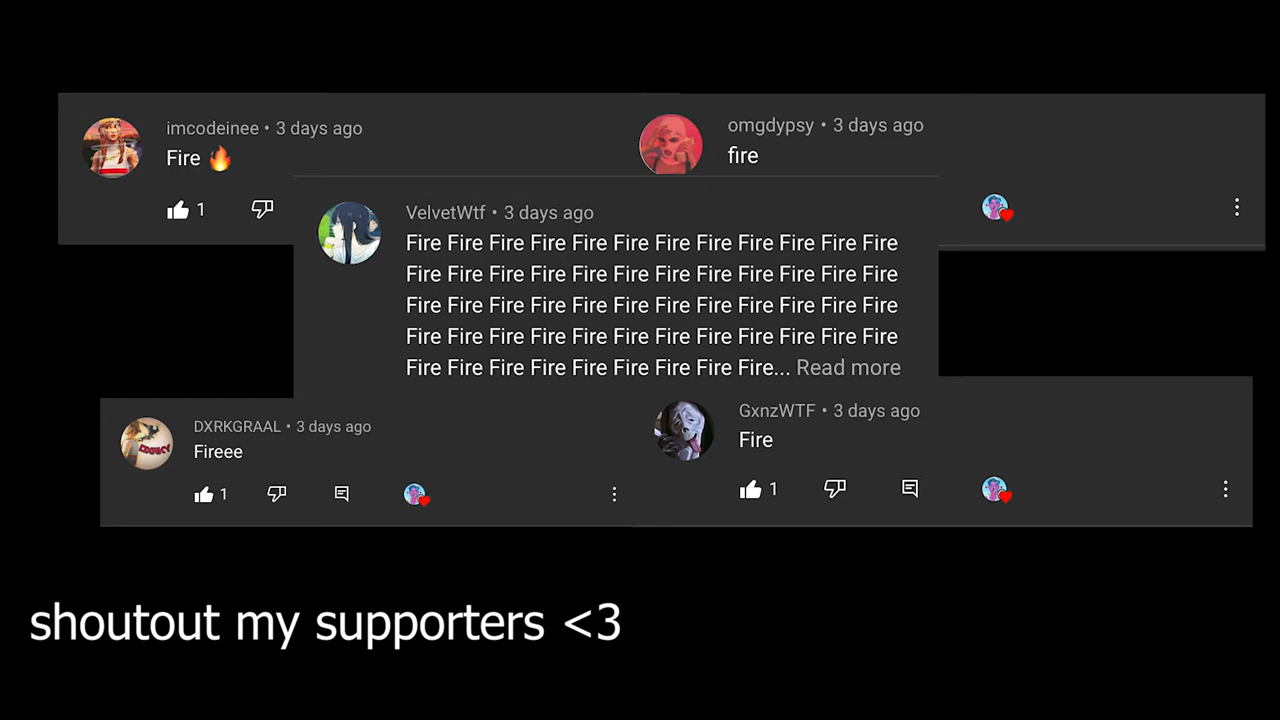 imcodeinee • 3 days ago
Fire 🔥
1
omgdypsy • 3 days ago
fire
VelvetWtf • 3 days ago
Fire Fire Fire Fire Fire Fire Fire Fire Fire Fire Fire Fire
Fire Fire Fire Fire Fire Fire Fire Fire Fire Fire Fire Fire
Fire Fire Fire Fire Fire Fire Fire Fire Fire Fire Fire Fire
Fire Fire Fire Fire Fire Fire Fire Fire Fire Fire Fire Fire
Fire Fire Fire Fire Fire Fire Fire Fire Fire... Read more
DXRKGRAAL • 3 days ago
Fireee
1
GxnzWTF • 3 days ago
Fire
1
shoutout my supporters <3